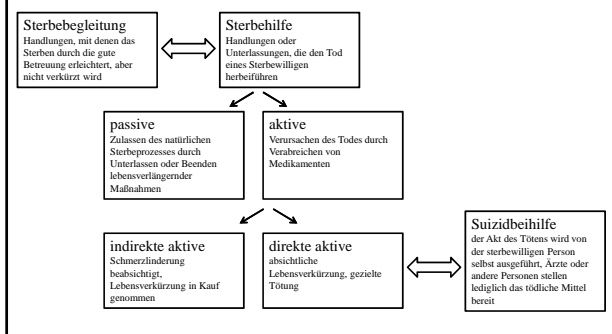 Sterbebegleitung
Handlungen, mit denen das
Sterben durch die gute
Betreuung erleichtert, aber
nicht verkürzt wird
Sterbehilfe
Handlungen oder
Unterlassungen, die den Tod
eines Sterbewilligen
herbeiführen
passive
Zulassen des natürlichen
Sterbeprozesses durch
Unterlassen oder Beenden
lebensverlängernder
Maßnahmen
aktive
Verursachen des Todes durch
Verabreichen von
Medikamenten
indirekte aktive
Schmerzlinderung
beabsichtigt,
Lebensverkürzung in Kauf
genommen
direkte aktive
absichtliche
Lebensverkürzung, gezielte
Tötung
Suizidbeihilfe
der Akt des Tötens wird von
der sterbewilligen Person
selbst ausgeführt, Ärzte oder
andere Personen stellen
lediglich das tödliche Mittel
bereit